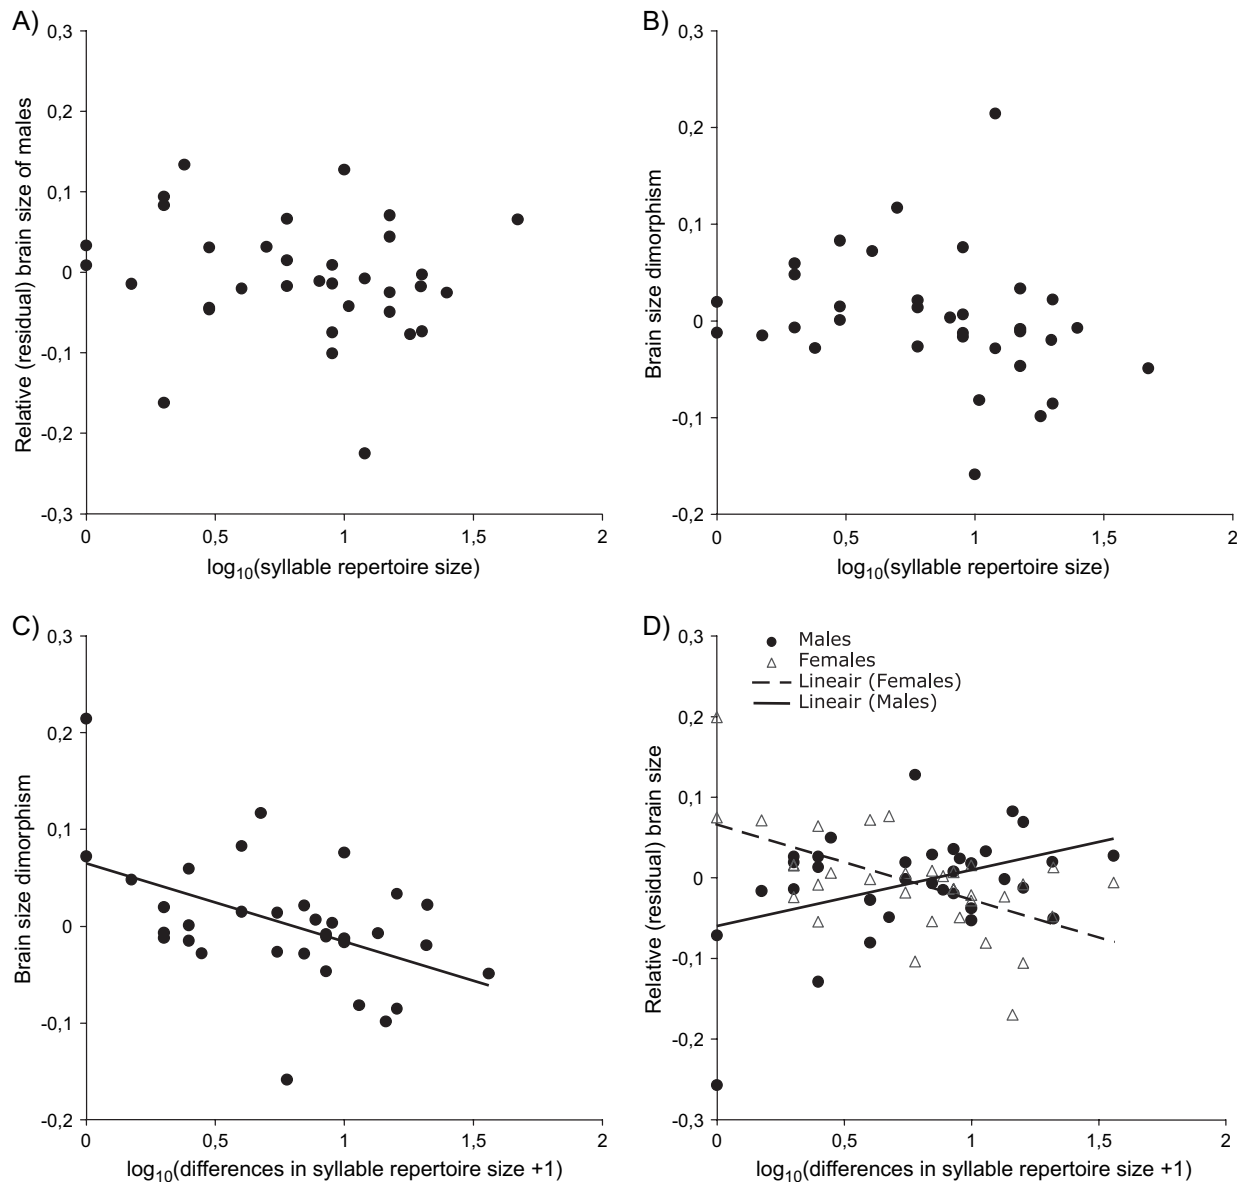 A)
0,3
0,2
0,1
0
-0,1
-0,2
-0,3
Relative (residual) brain size of males
0 0,5 1 1,5 2
log10(syllable repertoire size)
B)
0,3
0,2
0,1
0
-0,1
-0,2
Brain size dimorphism
0 0,5 1 1,5 2
log10(syllable repertoire size)
C)
0,3
0,2
0,1
0
-0,1
-0,2
Brain size dimorphism
0 0,5 1 1,5 2
log10(differences in syllable repertoire size +1)
D)
Males
Females
Lineair (Females)
Lineair (Males)
0,3
0,2
0,1
0
-0,1
-0,2
-0,3
Relative (residual) brain size
0 0,5 1 1,5 2
log10(differences in syllable repertoire size +1)